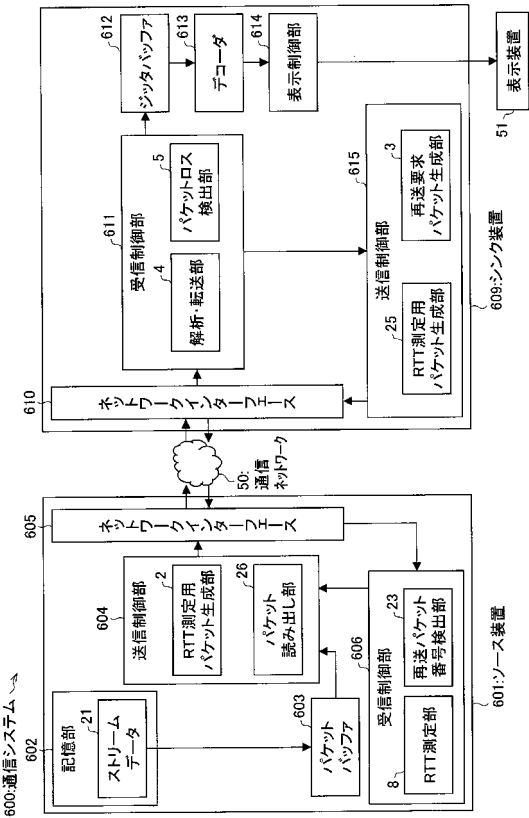 600:通信システム
602
記憶部
21
ストリーム
データ
604
送信制御部
2
RTT測定用
パケット生成部
26
パケット
読み出し部
605
ネットワークインターフェース
603
パケット
バッファ
606
受信制御部
8
RTT測定部
23
再送パケット
番号検出部
601:ソース装置
50:通信
ネットワーク
610
ネットワークインターフェース
611
受信制御部
4
解析・転送部
5
パケットロス
検出部
612
ジッタバッファ
613
デコーダ
614
表示制御部
615
送信制御部
25
RTT測定用
パケット生成部
3
再送要求
パケット生成部
609:シンク装置
51
表示装置